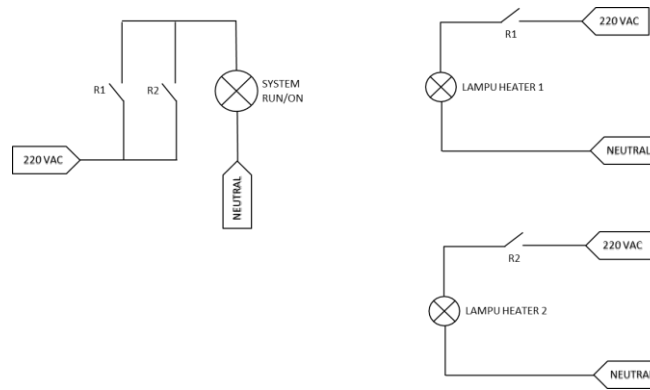 R1
R2
SYSTEM
RUN/ON
220 VAC
NEUTRAL
R1
220 VAC
LAMPU HEATER 1
NEUTRAL
R2
220 VAC
LAMPU HEATER 2
NEUTRAL